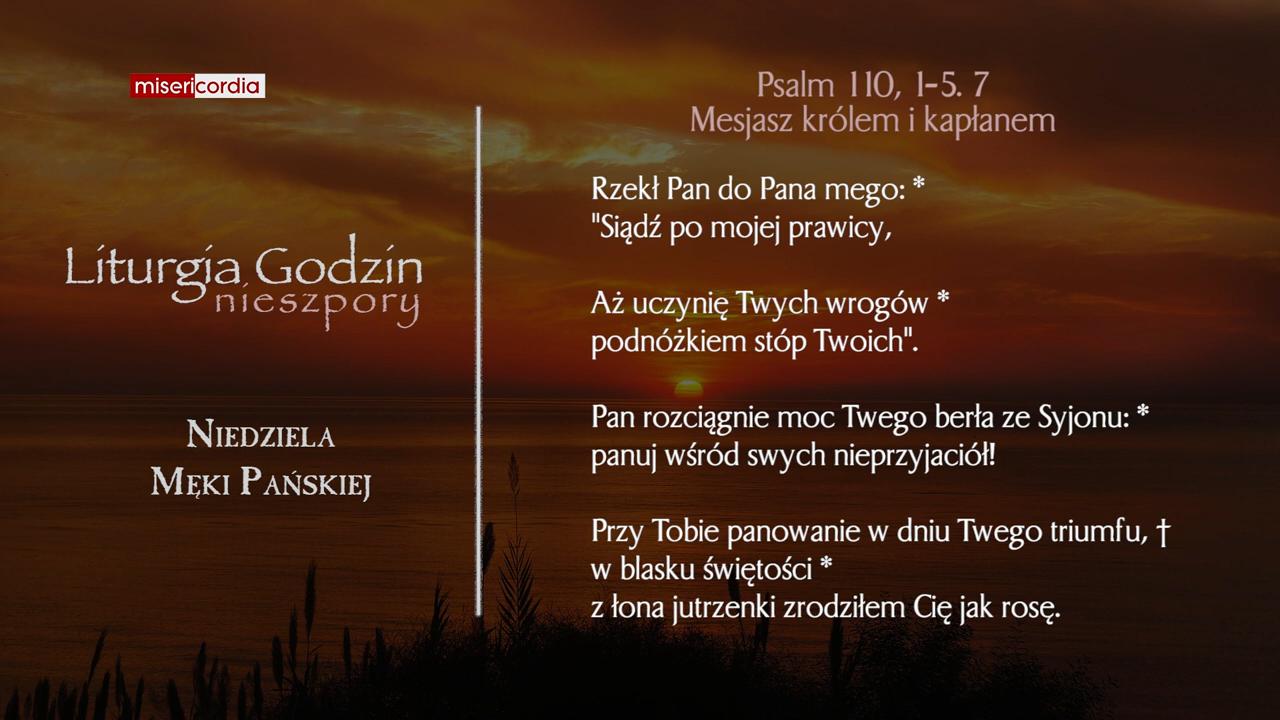 misericordia
Liturgia Godzin
nieszpory
Niedziela
Męki Pańskiej
Psalm 110, 1-5. 7
Mesjasz królem i kapłanem
Rzekł Pan do Pana mego: *
"Siądź po mojej prawicy,
Aż uczynię Twych wrogów *
podnóżkiem stóp Twoich".
Pan rozciągnie moc Twego berła ze Syjonu: *
panuj wśród swych nieprzyjaciół!
Przy Tobie panowanie w dniu Twego triumfu, †
w blasku świętości *
z łona jutrzenki zrodziłem Cię jak rosę.